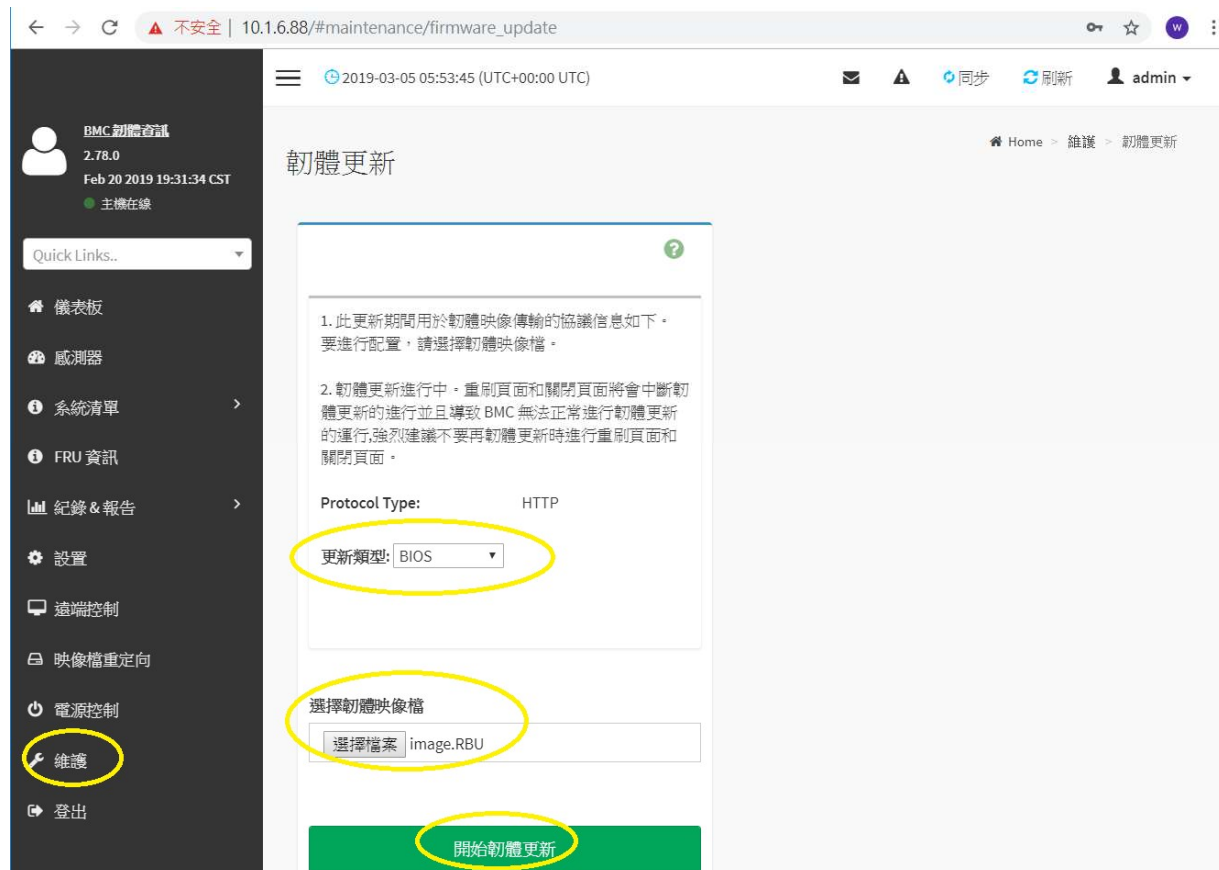 不安全 | 10.1.6.88/#maintenance/firmware_update
W
2019-03-05 05:53:45 (UTC+00:00 UTC)
同步
刷新
admin
BMC 韌體資訊
2.78.0
Feb 20 2019 19:31:34 CST
主機在線
Quick Links..
儀表板
感測器
系統清單
FRU 資訊
紀錄 & 報告
設置
遠端控制
映像檔重定向
電源控制
維護
登出
韌體更新
Home > 維護 > 韌體更新
1. 此更新期間用於韌體映像傳輸的協議信息如下。
要進行配置，請選擇韌體映像檔。
2. 韌體更新進行中。重刷頁面和關閉頁面將會中斷韌
體更新的進行並且導致 BMC 無法正常進行韌體更新
的運行,強烈建議不要再韌體更新時進行重刷頁面和
關閉頁面。
Protocol Type: HTTP
更新類型: BIOS
選擇韌體映像檔
選擇檔案 image.RBU
開始韌體更新